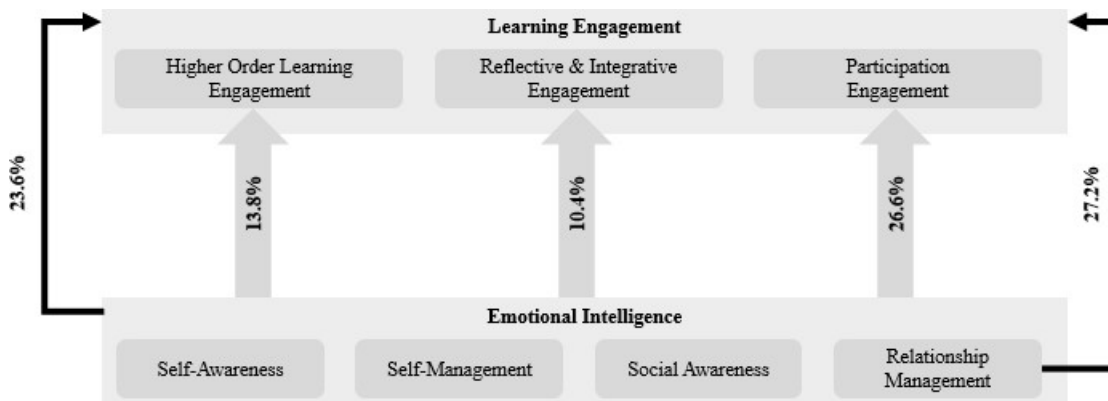 Learning Engagement
Higher Order Learning
Engagement
Reflective & Integrative
Engagement
Participation
Engagement
23.6%
13.8%
10.4%
26.6%
27.2%
Emotional Intelligence
Self-Awareness
Self-Management
Social Awareness
Relationship
Management